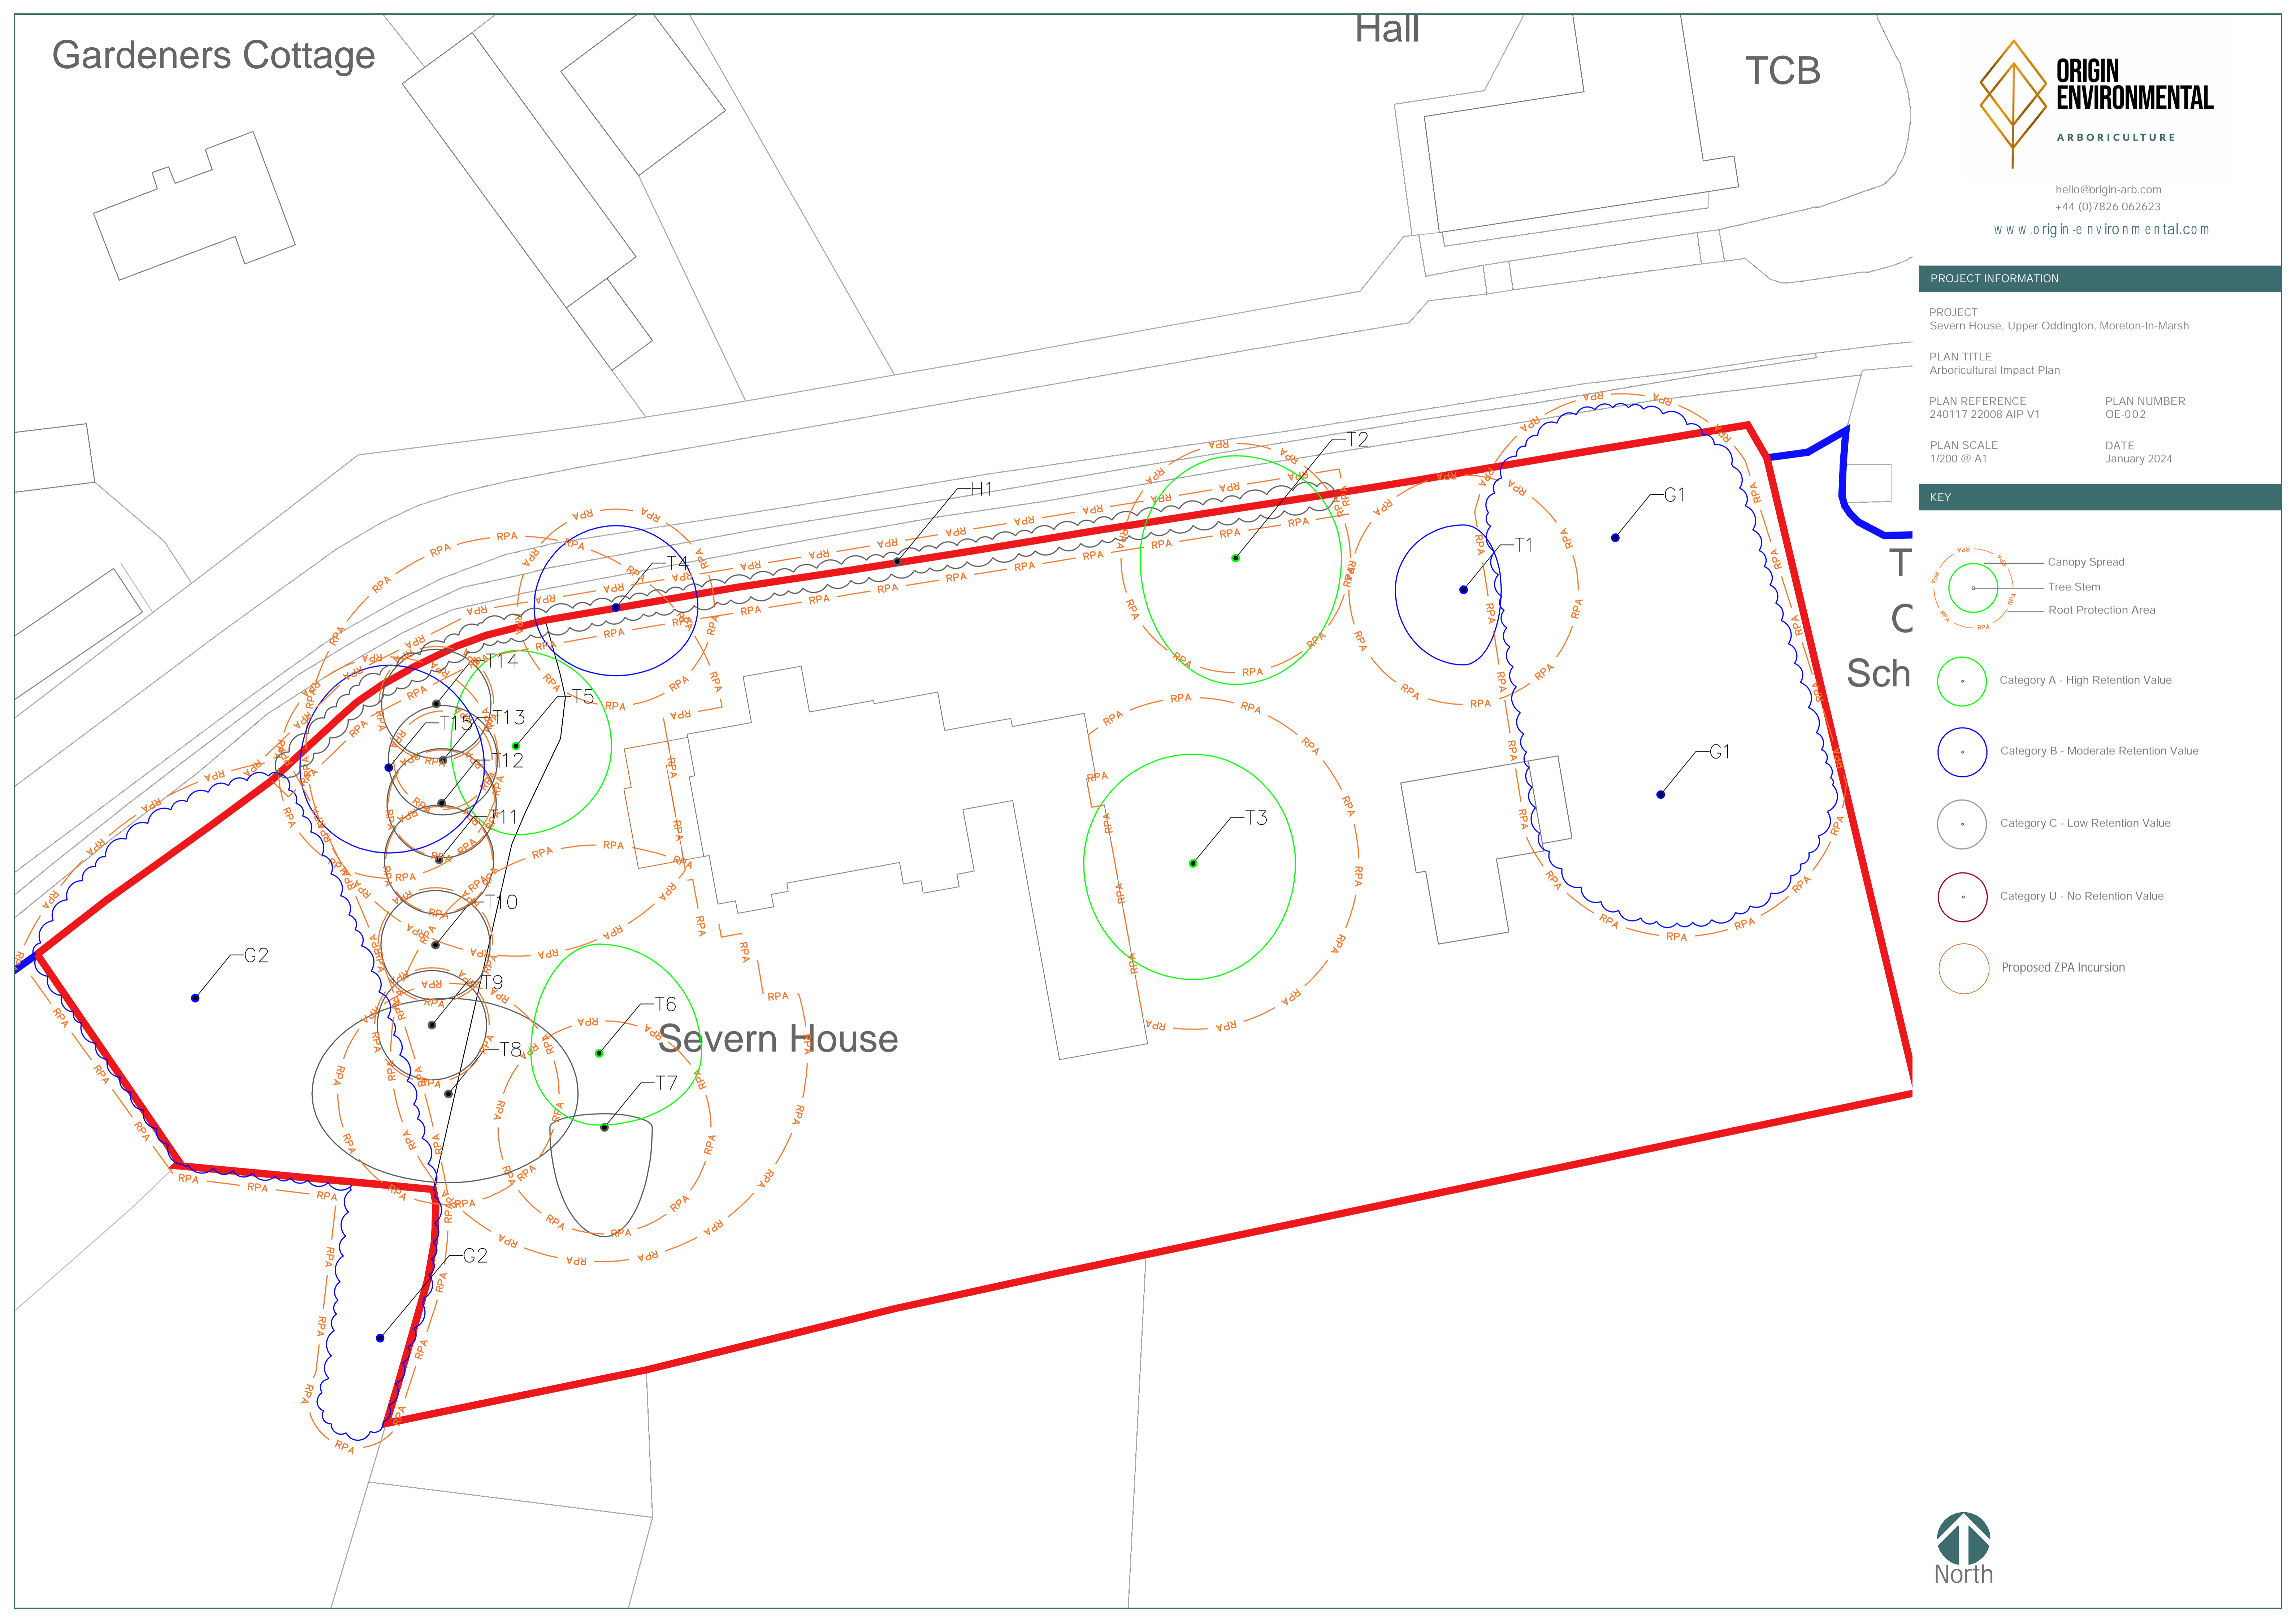 Gardeners Cottage
Hall
TCB
ORIGIN
ENVIRONMENTAL
ARBORICULTURE
hello@origin-arb.com
+44 (0)7826 062623
www.origin-environmental.com
PROJECT INFORMATION
PROJECT
Severn House, Upper Oddington, Moreton-In-Marsh
PLAN TITLE
Arboricultural Impact Plan
PLAN REFERENCE
240117 22008 AIP V1
PLAN NUMBER
OE-002
PLAN SCALE
1/200 @ A1
DATE
January 2024
KEY
Canopy Spread
Tree Stem
Root Protection Area
RPA
Category A - High Retention Value
Category B - Moderate Retention Value
Category C - Low Retention Value
Category U - No Retention Value
Proposed ZPA Incursion
North
T2
H1
G1
T1
T4
T14
T5
T13
T15
T12
G1
T11
T3
T10
G2
T9
T6
Severn House
T8
T7
G2
T
C
Sch